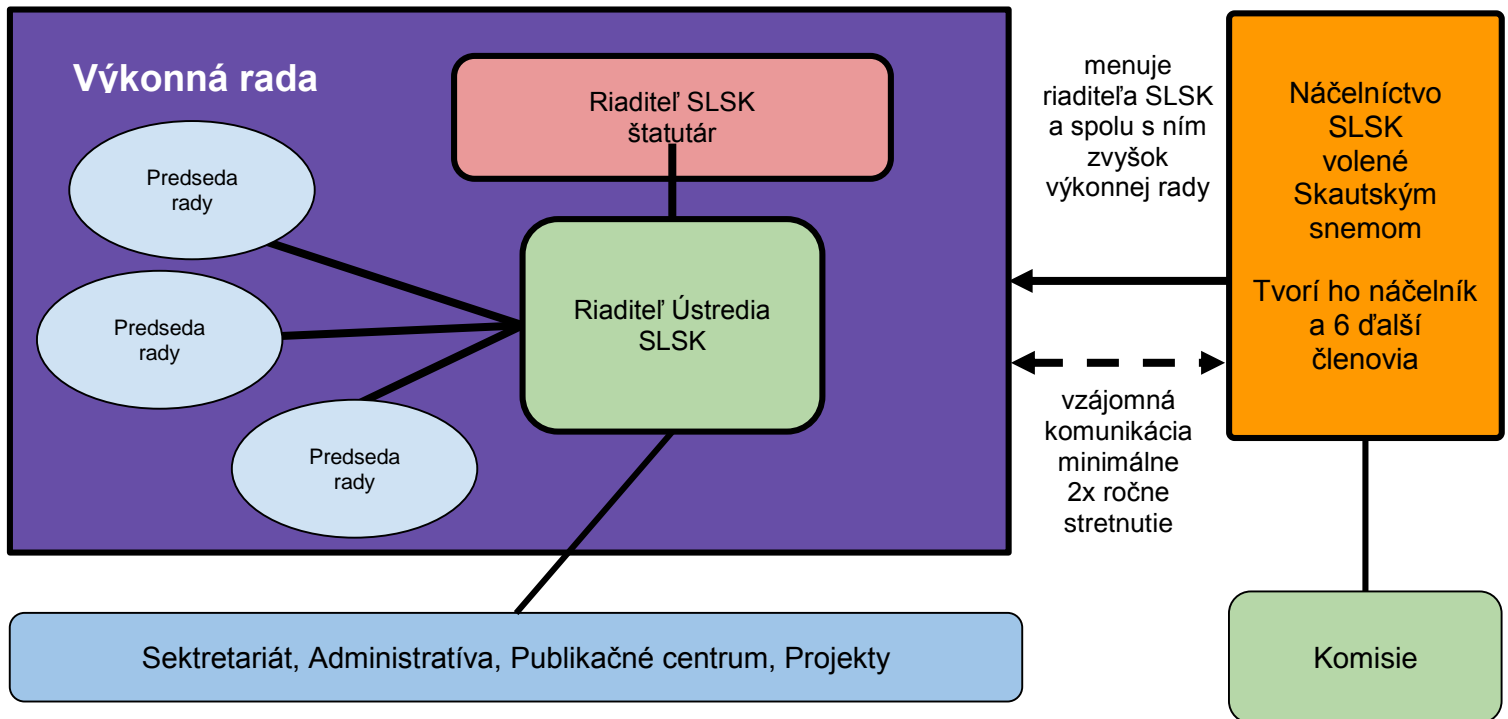 Výkonná rada
Riaditeľ SLSK
štatutár
Predseda
rady
Predseda
rady
Predseda
rady
Riaditeľ Ústredia
SLSK
menuje
riaditeľa SLSK
a spolu s ním
zvyšok
výkonnej rady
vzájomná
komunikácia
minimálne
2x ročne
stretnutie
Náčelníctvo
SLSK
volené
Skautským
snemom
Tvorí ho náčelník
a 6 ďalší
členovia
Sektretariát, Administratíva, Publikačné centrum, Projekty
Komisie